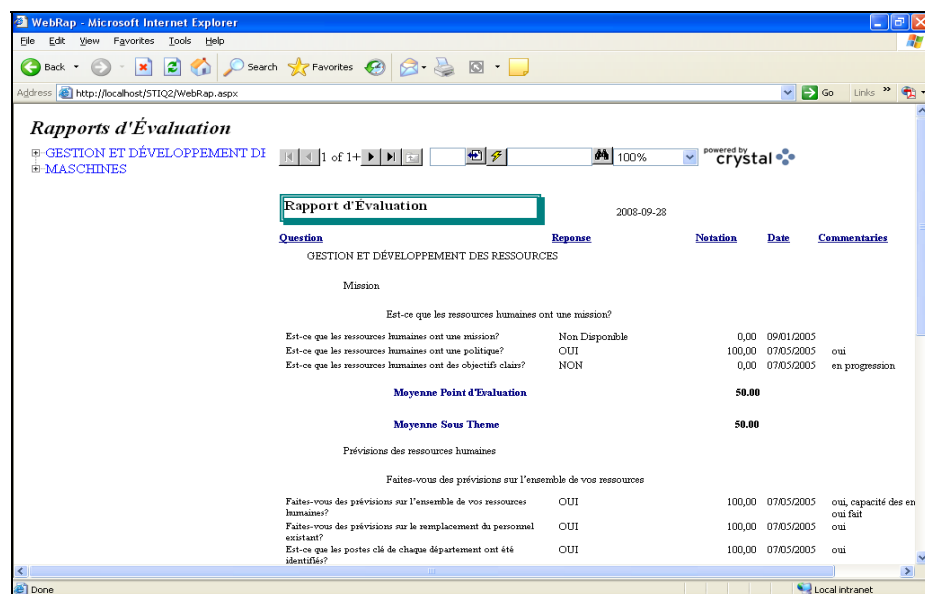 WebRap - Microsoft Internet Explorer
File Edit View Favorites Tools Help
Back Search Favorites
Address http://localhost/STIQ2/WebRap.aspx Go Links
Rapports d'Évaluation
GESTION ET DÉVELOPPEMENT DE
MASCHINES
1 of 1+ 100% powered by crystal
Rapport d'Évaluation
2008-09-28
Question Reponse Notation Date Commentaries
GESTION ET DÉVELOPPEMENT DES RESSOURCES
Mission
Est-ce que les ressources humaines ont une mission?
Est-ce que les ressources humaines ont une mission? Non Disponible 0,00 09/01/2005
Est-ce que les ressources humaines ont une politique? OUI 100,00 07/05/2005 oui
Est-ce que les ressources humaines ont des objectifs clairs? NON 0,00 07/05/2005 en progression
Moyenne Point d'Evaluation 50.00
Moyenne Sous Theme 50.00
Prévisions des ressources humaines
Faites-vous des prévisions sur l'ensemble de vos ressources
Faites-vous des prévisions sur l'ensemble de vos ressources OUI 100,00 07/05/2005 oui, capacité des en
humaines? oui fait
Faites-vous des prévisions sur le remplacement du personnel OUI 100,00 07/05/2005 oui
existant?
Est-ce que les postes clé de chaque département ont été OUI 100,00 07/05/2005 oui
identifiés?
Done Local intranet